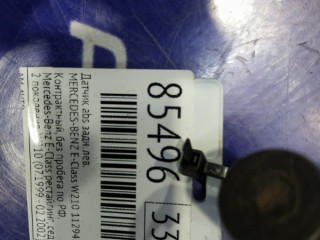 Датчик abs задн.лев.
MERCEDES-BENZ E-Class W210 11294
Контрактный, без пробега по РФ.
Mercedes-Benz E-Class рестайлинг, сед
2 поколение 10 (07.1999 - 02.2002
85496 33